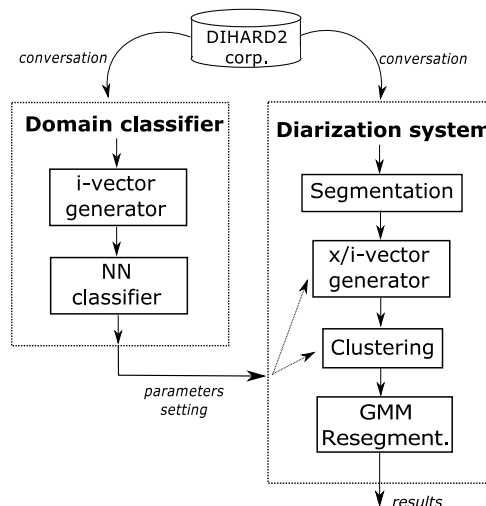 DIHARD2
corp.
conversation
conversation
Domain classifier
i-vector
generator
NN
classifier
parameters
setting
Diarization system
Segmentation
x/i-vector
generator
Clustering
GMM
Resegment.
results